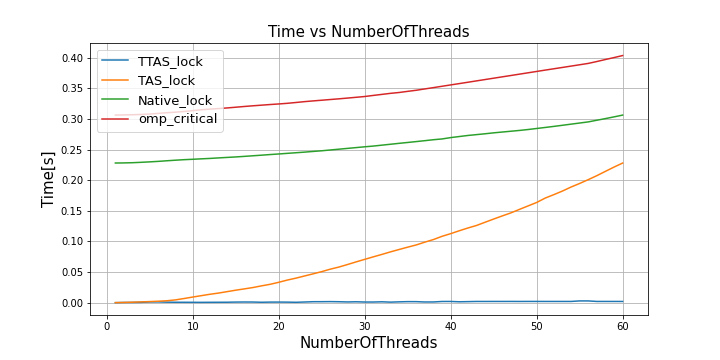 Time vs NumberOfThreads
TTAS_lock
TAS_lock
Native_lock
omp_critical
Time[s]
0.40
0.35
0.30
0.25
0.20
0.15
0.10
0.05
0.00
0 10 20 30 40 50 60
NumberOfThreads